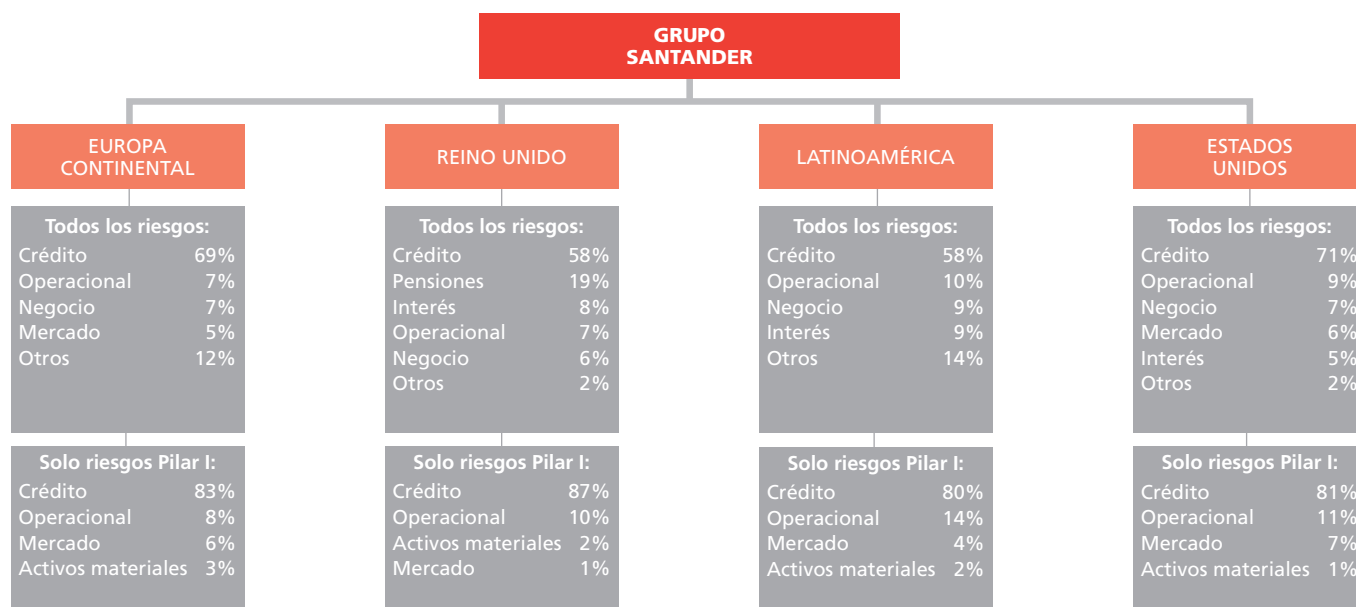 GRUPO
SANTANDER
EUROPA
CONTINENTAL
Todos los riesgos:
Crédito 69%
Operacional 7%
Negocio 7%
Mercado 5%
Otros 12%
Solo riesgos Pilar I:
Crédito 83%
Operacional 8%
Mercado 6%
Activos materiales 3%
REINO UNIDO
Todos los riesgos:
Crédito 58%
Pensiones 19%
Interés 8%
Operacional 7%
Negocio 6%
Otros 2%
Solo riesgos Pilar I:
Crédito 87%
Operacional 10%
Activos materiales 2%
Mercado 1%
LATINOAMÉRICA
Todos los riesgos:
Crédito 58%
Operacional 10%
Negocio 9%
Interés 9%
Otros 14%
Solo riesgos Pilar I:
Crédito 80%
Operacional 14%
Mercado 4%
Activos materiales 2%
ESTADOS
UNIDOS
Todos los riesgos:
Crédito 71%
Operacional 9%
Negocio 7%
Mercado 6%
Interés 5%
Otros 2%
Solo riesgos Pilar I:
Crédito 81%
Operacional 11%
Mercado 7%
Activos materiales 1%